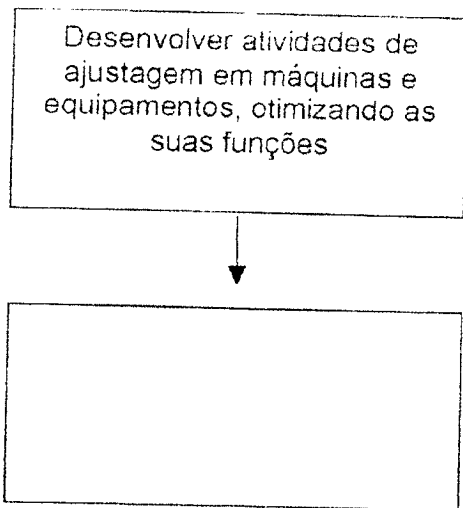 Desenvolver atividades de
ajustagem em máquinas e
equipamentos, otimizando as
suas funções